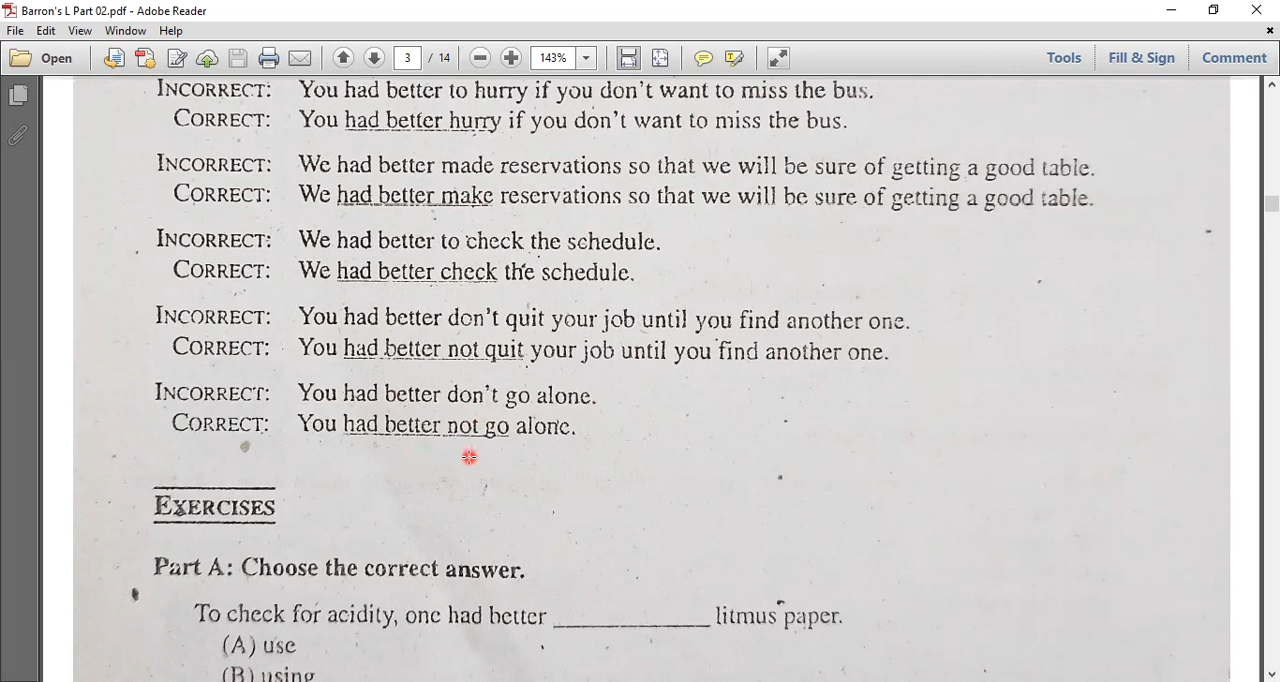 Barron's L Part 02.pdf - Adobe Reader
File Edit View Window Help
Open 3 / 14 143% Tools Fill & Sign Comment
INCORRECT: You had better to hurry if you don't want to miss the bus.
CORRECT: You had better hurry if you don't want to miss the bus.
INCORRECT: We had better made reservations so that we will be sure of getting a good table.
CORRECT: We had better make reservations so that we will be sure of getting a good table.
INCORRECT: We had better to check the schedule.
CORRECT: We had better check the schedule.
INCORRECT: You had better don't quit your job until you find another one.
CORRECT: You had better not quit your job until you find another one.
INCORRECT: You had better don't go alone.
CORRECT: You had better not go alone.
EXERCISES
Part A: Choose the correct answer.
To check for acidity, one had better ____________ litmus paper.
(A) use
(B) using